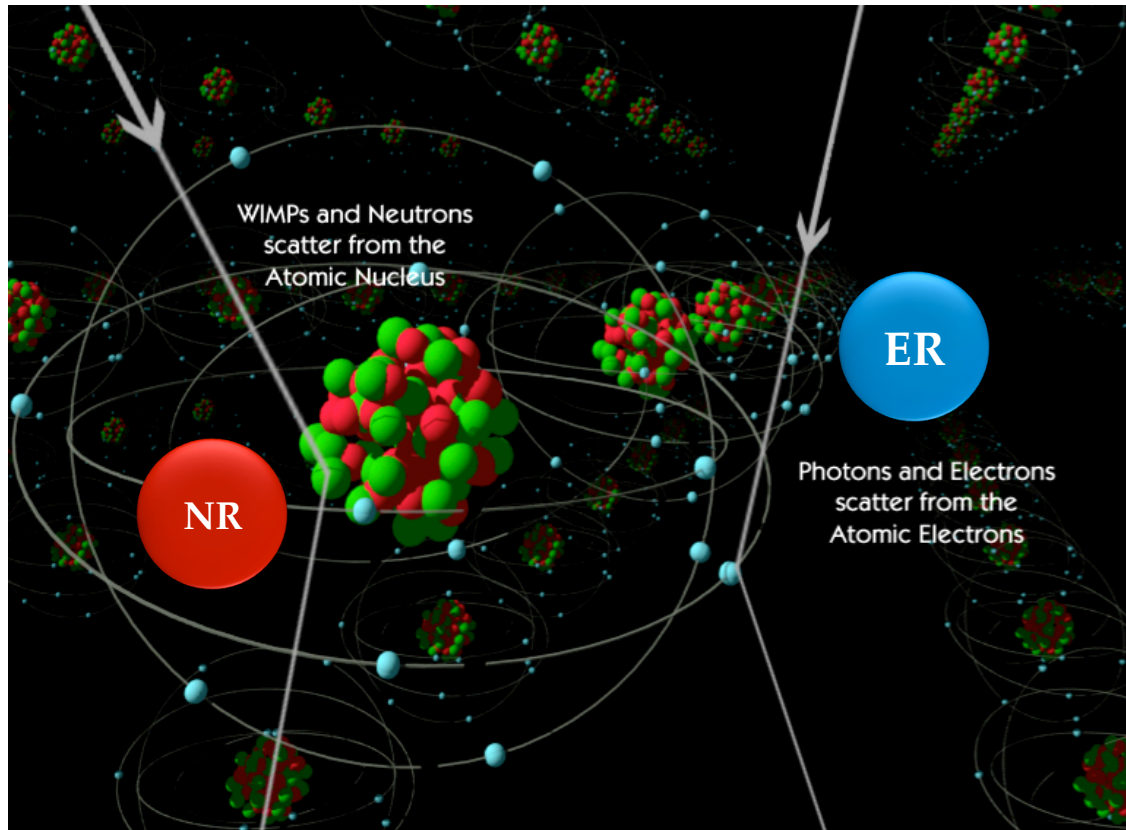 WIMPs and Neutrons
scatter from the
Atomic Nucleus
NR
ER
Photons and Electrons
scatter from the
Atomic Electrons